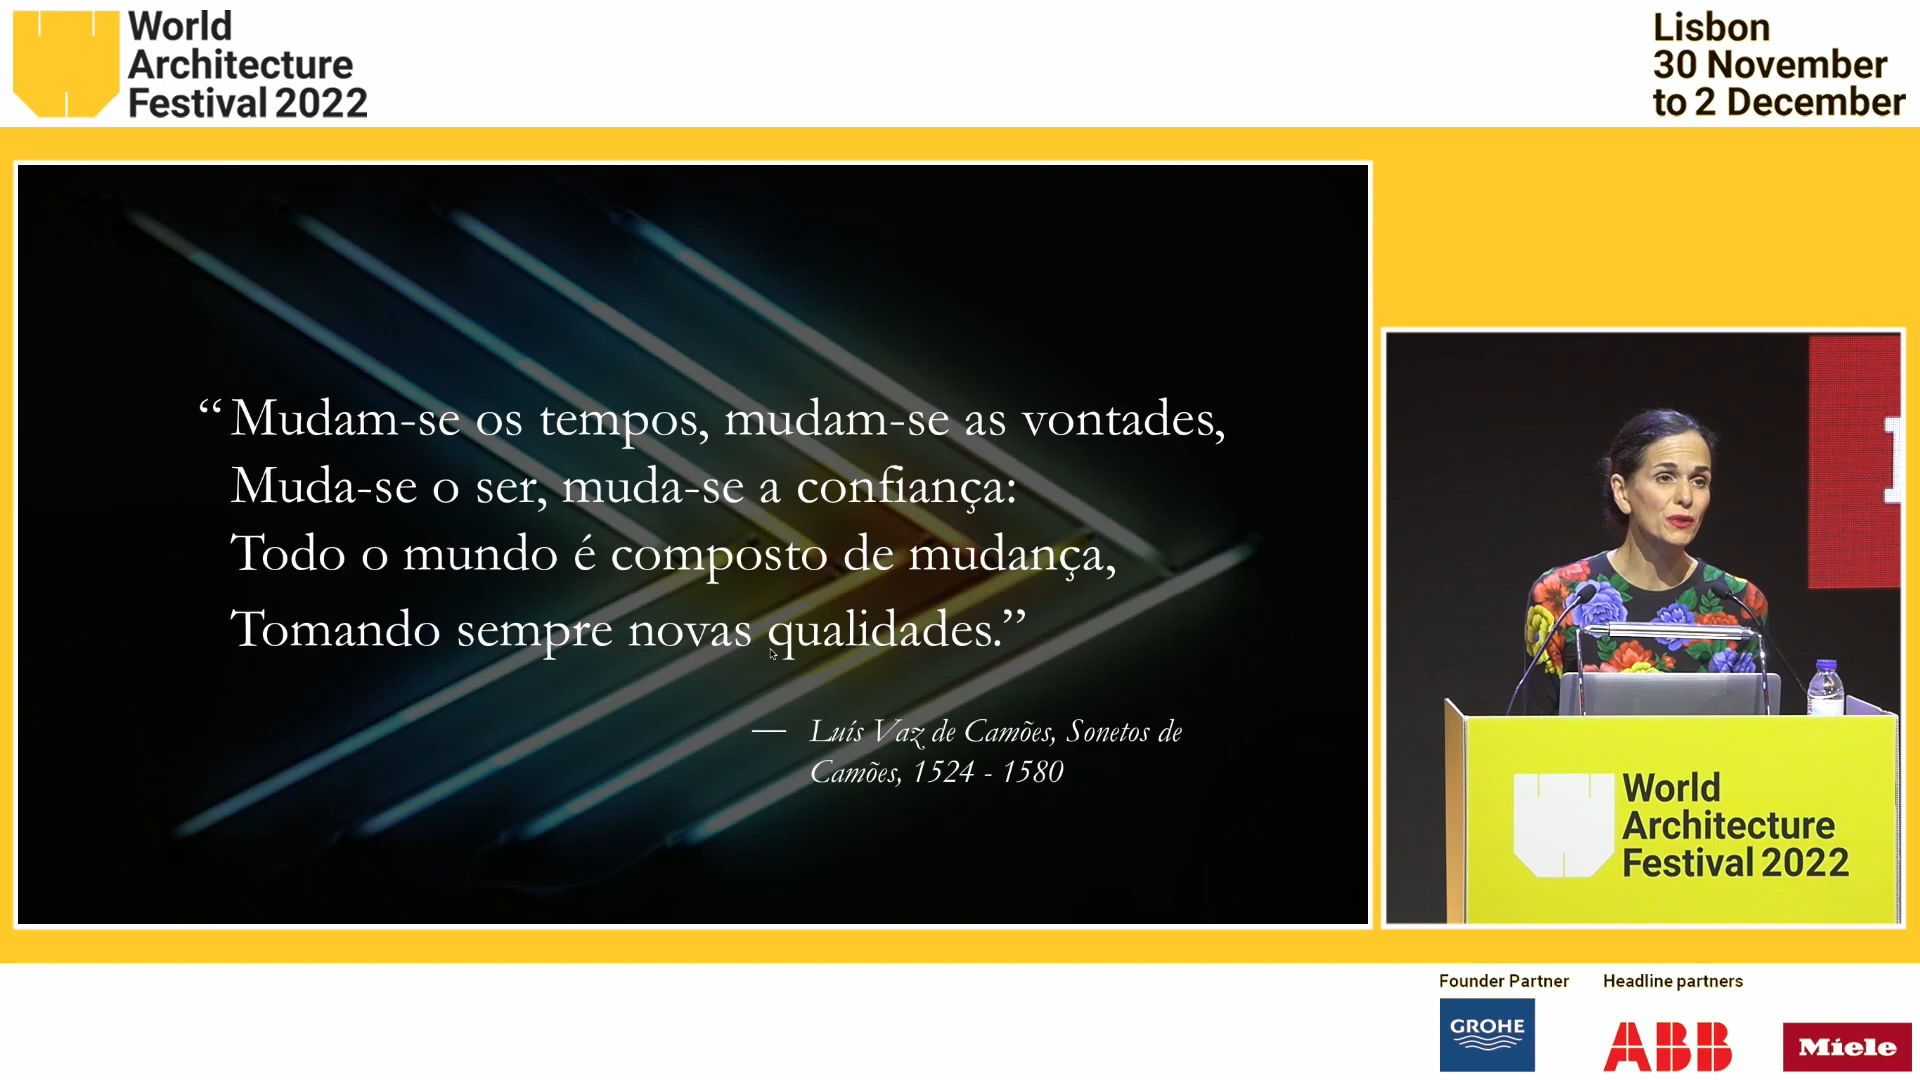 World
Architecture
Festival 2022
Lisbon
30 November
to 2 December
“Mudam-se os tempos, mudam-se as vontades,
Muda-se o ser, muda-se a confiança:
Todo o mundo é composto de mudança,
Tomando sempre novas qualidades.”
— Luís Vaz de Camões, Sonetos de
Camões, 1524 - 1580
World
Architecture
Festival 2022
Founder Partner
Headline partners
GROHE
ABB
Miele